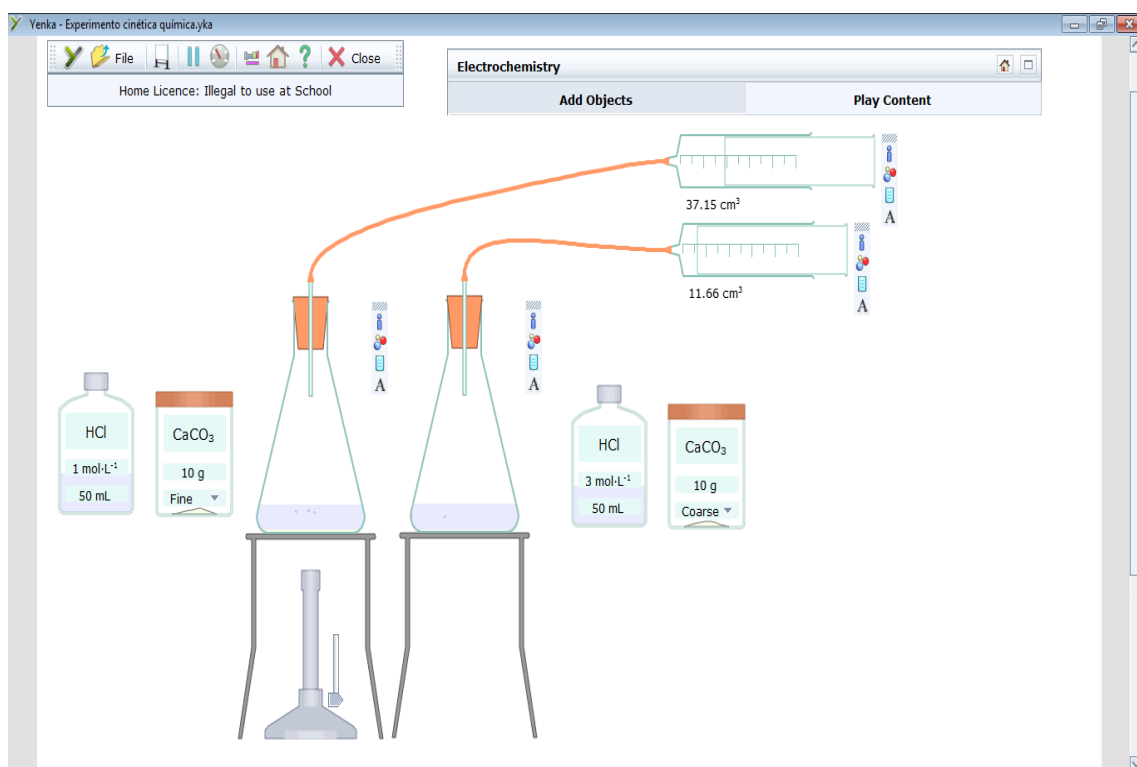 Yenka - Experimento cinética química.yka
File
Close
Home Licence: Illegal to use at School
Electrochemistry
Add Objects
Play Content
37.15 cm³
A
11.66 cm³
A
A
A
HCl
1 mol·L⁻¹
50 mL
CaCO₃
10 g
Fine
HCl
3 mol·L⁻¹
50 mL
CaCO₃
10 g
Coarse